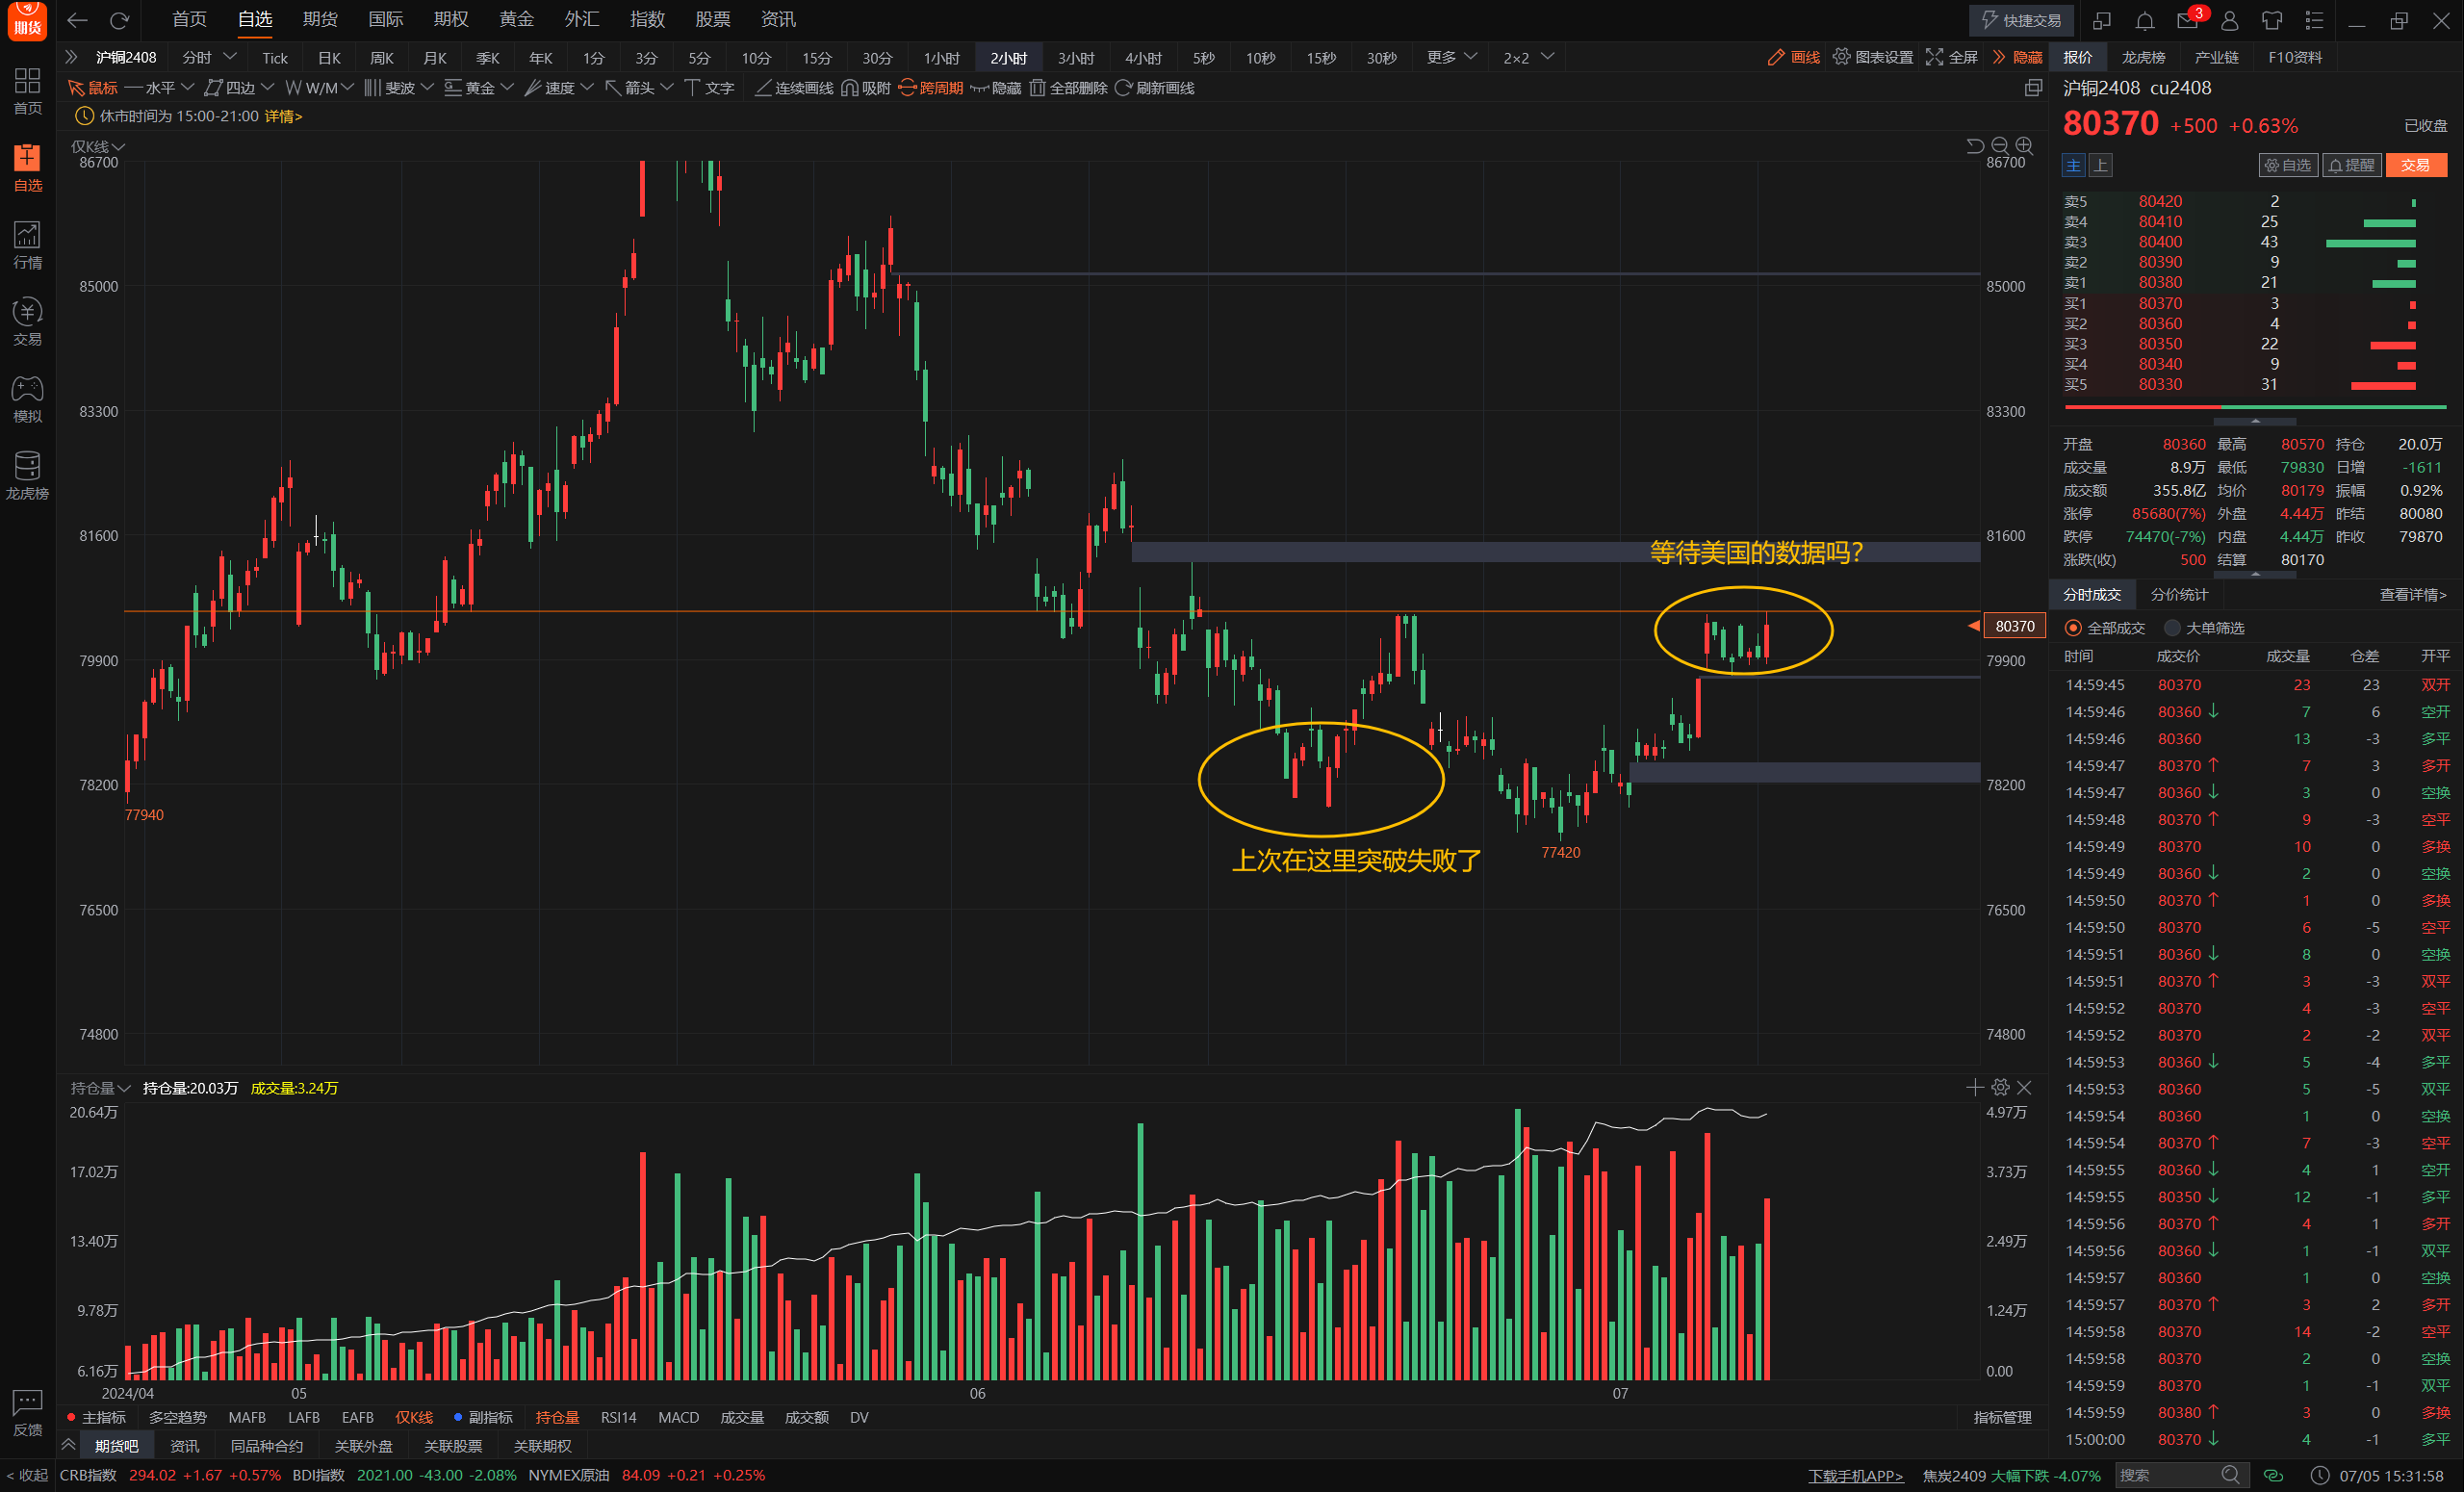 期货
首页 自选 期货 国际 期权 黄金 外汇 指数 股票 资讯
快捷交易 3
沪铜2408 分时 Tick 日K 周K 月K 季K 年K 1分 3分 5分 10分 15分 30分 1小时 2小时 3小时 4小时 5秒 10秒 15秒 30秒 更多 2×2 画线 图表设置 全屏 隐藏
鼠标 水平 四边 W/M 斐波 黄金 速度 箭头 文字 连续画线 吸附 跨周期 隐藏 全部删除 刷新画线
休市时间为 15:00-21:00 详情>
首页
自选
行情
交易
模拟
龙虎榜
反馈
< 收起
仅K线
86700 86700
85000 85000
83300 83300
81600 81600
等待美国的数据吗?
80370
79900 79900
78200 78200
77940
77420
上次在这里突破失败了
76500 76500
74800 74800
持仓量 持仓量:20.03万 成交量:3.24万
20.64万 4.97万
17.02万 3.73万
13.40万 2.49万
9.78万 1.24万
6.16万 0.00
2024/04 05 06 07
主指标 多空趋势 MAFB LAFB EAFB 仅K线 副指标 持仓量 RSI14 MACD 成交量 成交额 DV 指标管理
期货吧 资讯 同品种合约 关联外盘 关联股票 关联期权
CRB指数 294.02 +1.67 +0.57% BDI指数 2021.00 -43.00 -2.08% NYMEX原油 84.09 +0.21 +0.25%
下载手机APP> 焦炭2409 大幅下跌 -4.07% 搜索 07/05 15:31:58
报价 龙虎榜 产业链 F10资料
沪铜2408 cu2408
80370 +500 +0.63% 已收盘
主 上 自选 提醒 交易
卖5 80420 2
卖4 80410 25
卖3 80400 43
卖2 80390 9
卖1 80380 21
买1 80370 3
买2 80360 4
买3 80350 22
买4 80340 9
买5 80330 31
开盘 80360 最高 80570 持仓 20.0万
成交量 8.9万 最低 79830 日增 -1611
成交额 355.8亿 均价 80179 振幅 0.92%
涨停 85680(7%) 外盘 4.44万 昨结 80080
跌停 74470(-7%) 内盘 4.44万 昨收 79870
涨跌(收) 500 结算 80170
分时成交 分价统计 查看详情>
全部成交 大单筛选
时间 成交价 成交量 仓差 开平
14:59:45 80370 23 23 双开
14:59:46 80360↓ 7 6 空开
14:59:46 80360 13 -3 多平
14:59:47 80370↑ 7 3 多开
14:59:47 80360↓ 3 0 空换
14:59:48 80370↑ 9 -3 空平
14:59:49 80370 10 0 多换
14:59:49 80360↓ 2 0 空换
14:59:50 80370↑ 1 0 多换
14:59:50 80370 6 -5 空平
14:59:51 80360↓ 8 0 空换
14:59:51 80370↑ 3 -3 双平
14:59:52 80370 4 -3 空平
14:59:52 80370 2 -2 双平
14:59:53 80360↓ 5 -4 多平
14:59:53 80360 5 -5 双平
14:59:54 80360 1 0 空换
14:59:54 80370↑ 7 -3 空平
14:59:55 80360↓ 4 1 空开
14:59:55 80350↓ 12 -1 多平
14:59:56 80370↑ 4 1 多开
14:59:56 80360↓ 1 -1 双平
14:59:57 80360 1 0 空换
14:59:57 80370↑ 3 2 多开
14:59:58 80370 14 -2 空平
14:59:58 80370 2 0 空换
14:59:59 80370 1 -1 双平
14:59:59 80380↑ 3 0 多换
15:00:00 80370↓ 4 -1 多平